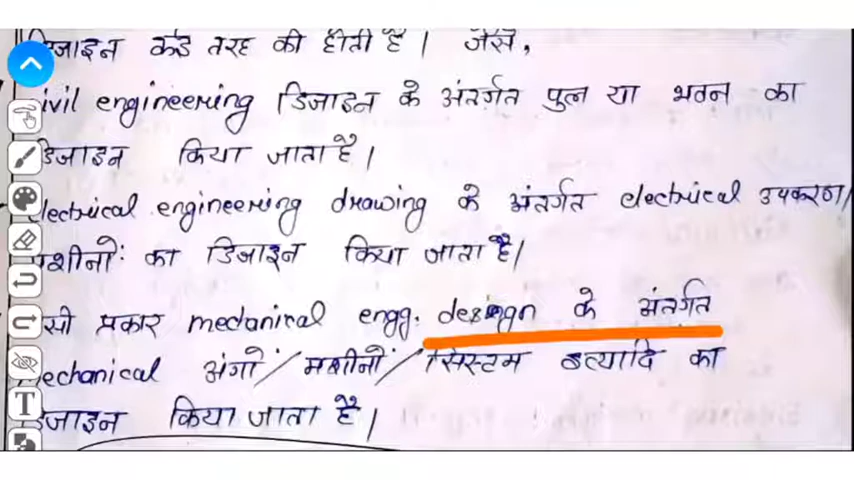 डिजाइन कई तरह की होती है। जैसे,
ivil engineering डिजाइन के अंतर्गत पुल या भवन का
डिजाइन किया जाता है।
electrical engineering drawing के अंतर्गत electrical उपकरण/
मशीनों का डिजाइन किया जाता है।
सी प्रकार mechanical engg. design के अंतर्गत
mechanical अंगों/मशीनों/सिस्टम इत्यादि का
डिजाइन किया जाता है।
T